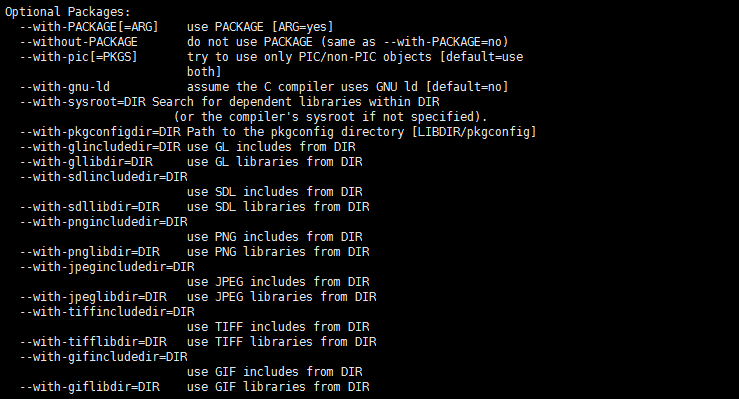 Optional Packages:
  --with-PACKAGE[=ARG]    use PACKAGE [ARG=yes]
  --without-PACKAGE       do not use PACKAGE (same as --with-PACKAGE=no)
  --with-pic[=PKGS]       try to use only PIC/non-PIC objects [default=use
                          both]
  --with-gnu-ld           assume the C compiler uses GNU ld [default=no]
  --with-sysroot=DIR Search for dependent libraries within DIR
                        (or the compiler's sysroot if not specified).
  --with-pkgconfigdir=DIR Path to the pkgconfig directory [LIBDIR/pkgconfig]
  --with-glincludedir=DIR use GL includes from DIR
  --with-gllibdir=DIR     use GL libraries from DIR
  --with-sdlincludedir=DIR
                          use SDL includes from DIR
  --with-sdllibdir=DIR    use SDL libraries from DIR
  --with-pngincludedir=DIR
                          use PNG includes from DIR
  --with-pnglibdir=DIR    use PNG libraries from DIR
  --with-jpegincludedir=DIR
                          use JPEG includes from DIR
  --with-jpeglibdir=DIR   use JPEG libraries from DIR
  --with-tiffincludedir=DIR
                          use TIFF includes from DIR
  --with-tifflibdir=DIR   use TIFF libraries from DIR
  --with-gifincludedir=DIR
                          use GIF includes from DIR
  --with-giflibdir=DIR    use GIF libraries from DIR